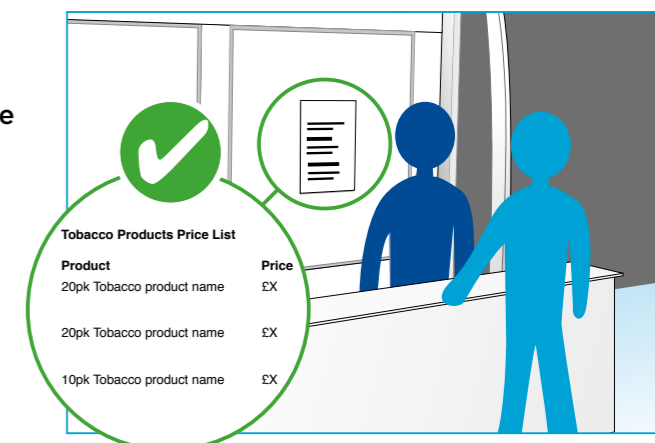 e
Tobacco Products Price List
Product Price
20pk Tobacco product name £X
20pk Tobacco product name £X
10pk Tobacco product name £X